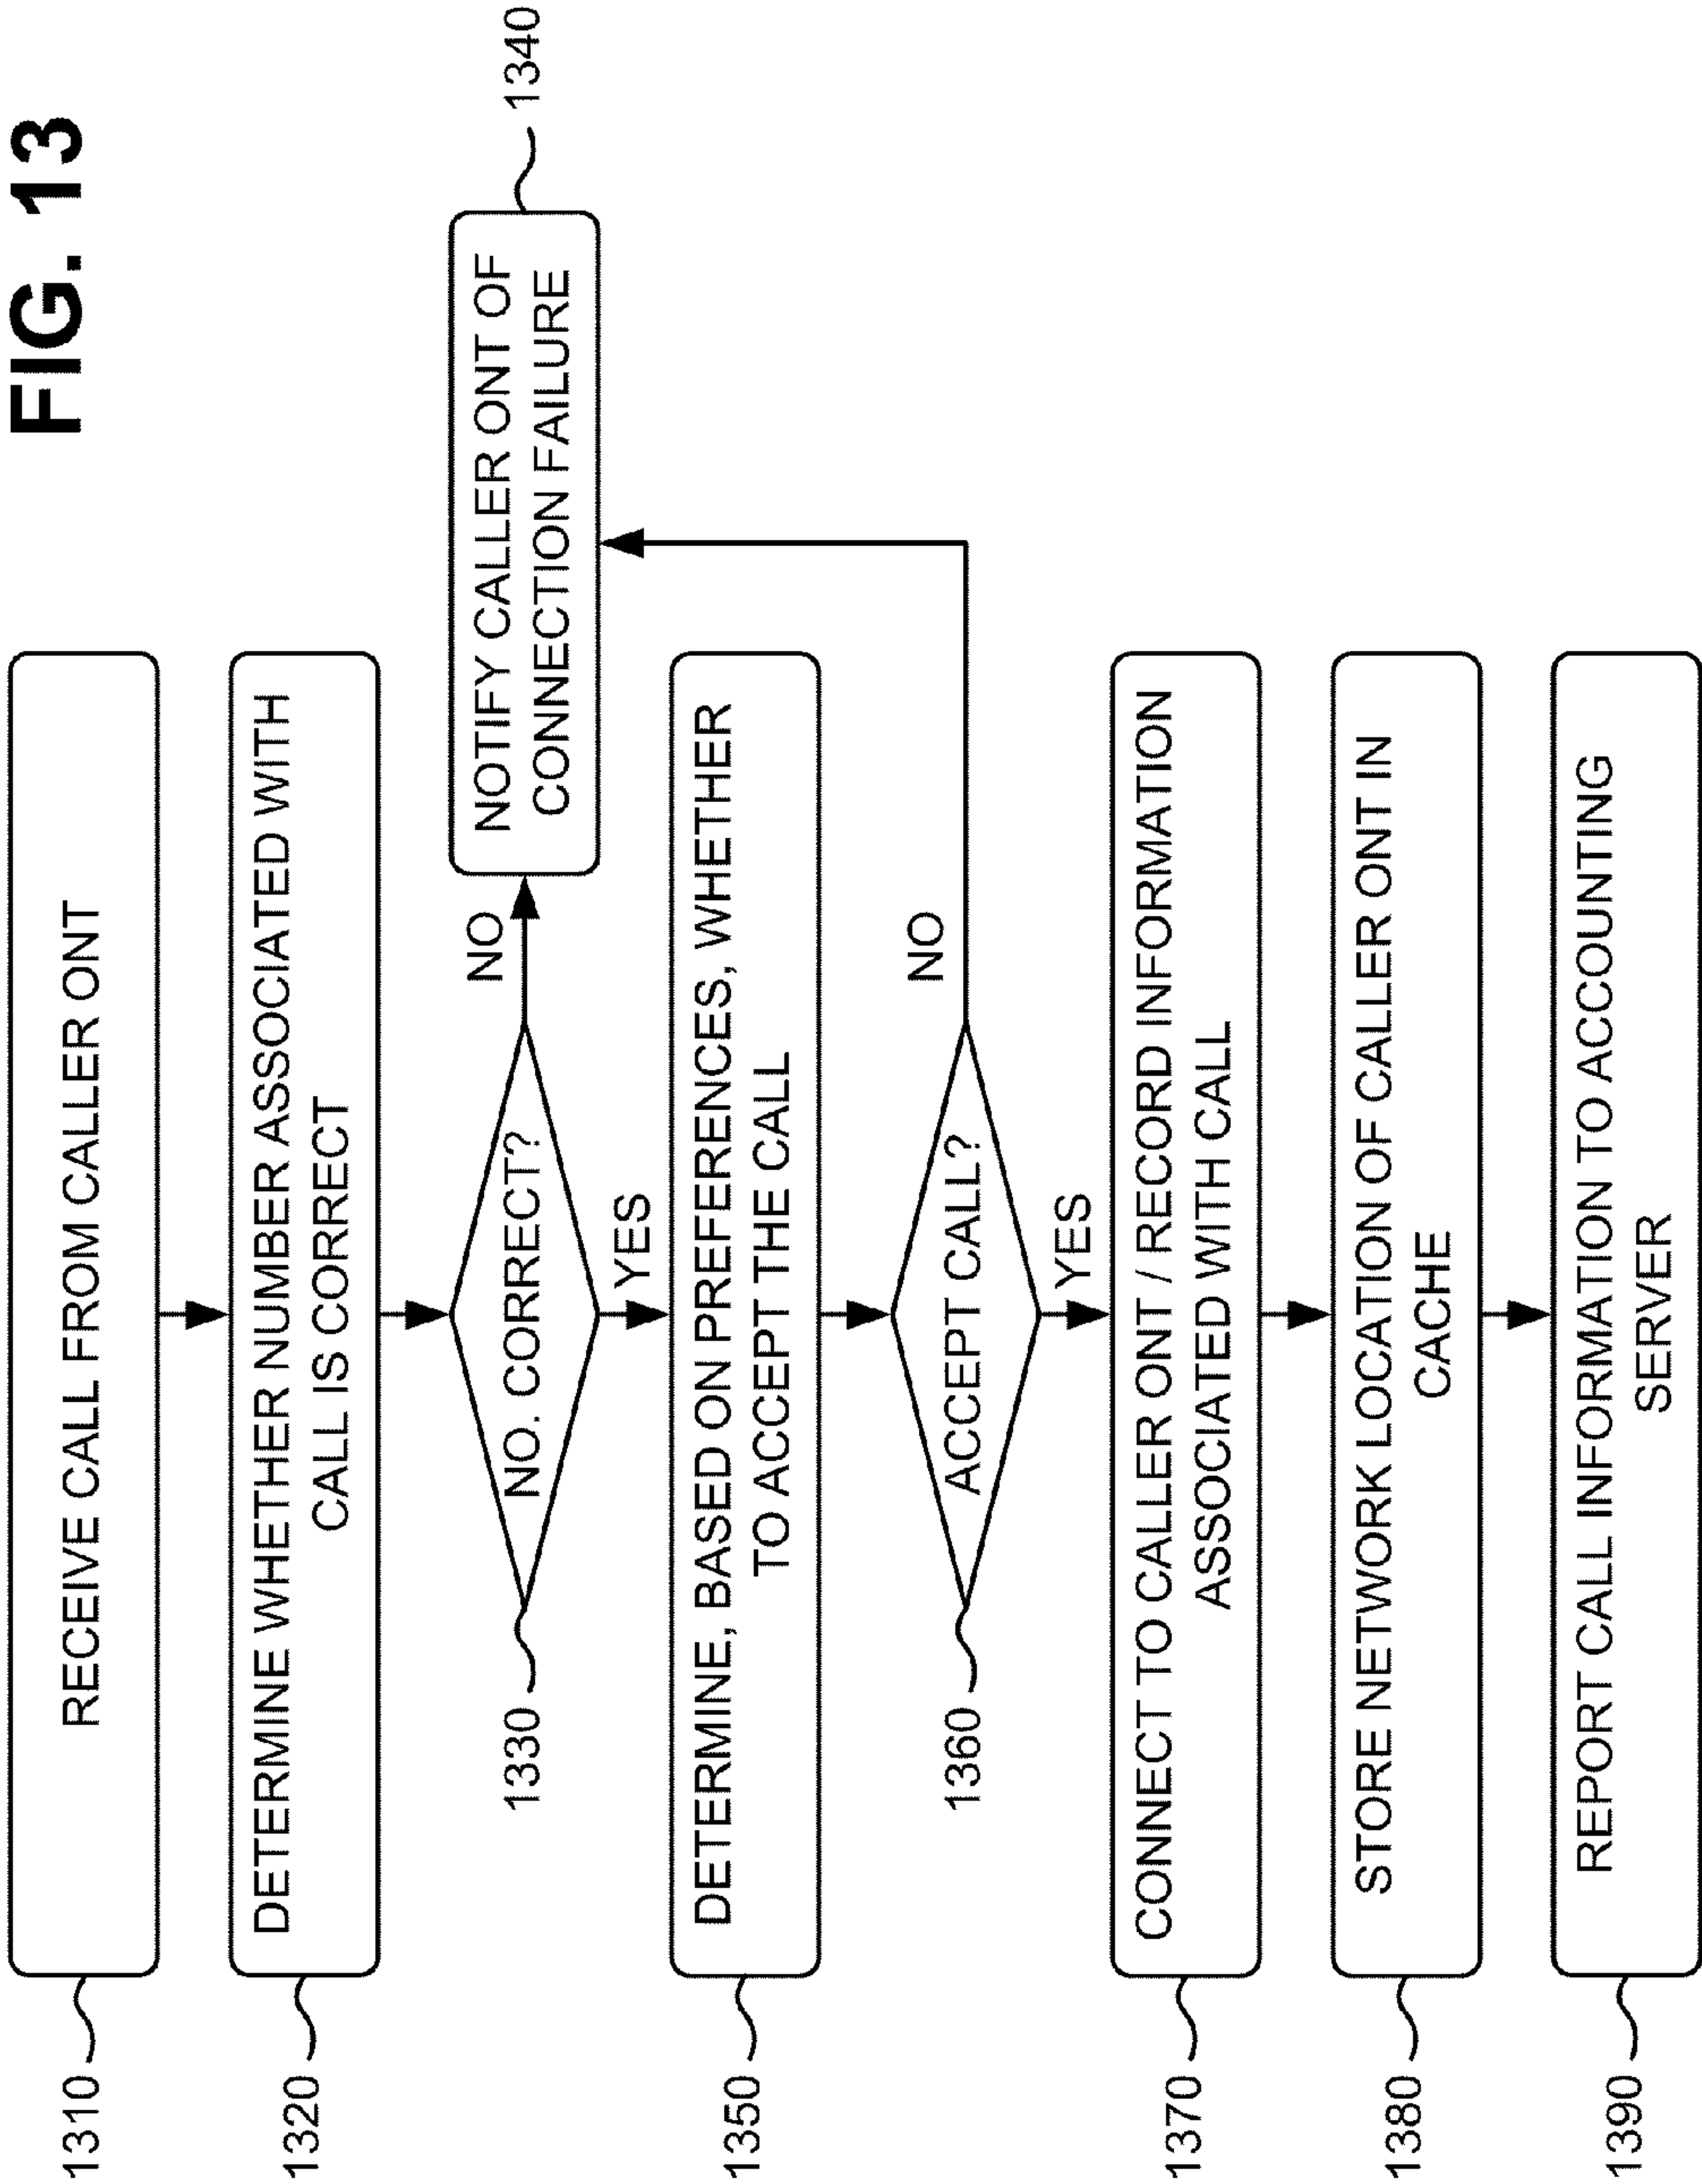 FIG. 13
1310
RECEIVE CALL FROM CALLER ONT
1320
DETERMINE WHETHER NUMBER ASSOCIATED WITH
CALL IS CORRECT
1330
NO. CORRECT?
NO
NOTIFY CALLER ONT OF
CONNECTION FAILURE
1340
YES
1350
DETERMINE, BASED ON PREFERENCES, WHETHER
TO ACCEPT THE CALL
1360
ACCEPT CALL?
NO
YES
1370
CONNECT TO CALLER ONT / RECORD INFORMATION
ASSOCIATED WITH CALL
1380
STORE NETWORK LOCATION OF CALLER ONT IN
CACHE
1390
REPORT CALL INFORMATION TO ACCOUNTING
SERVER